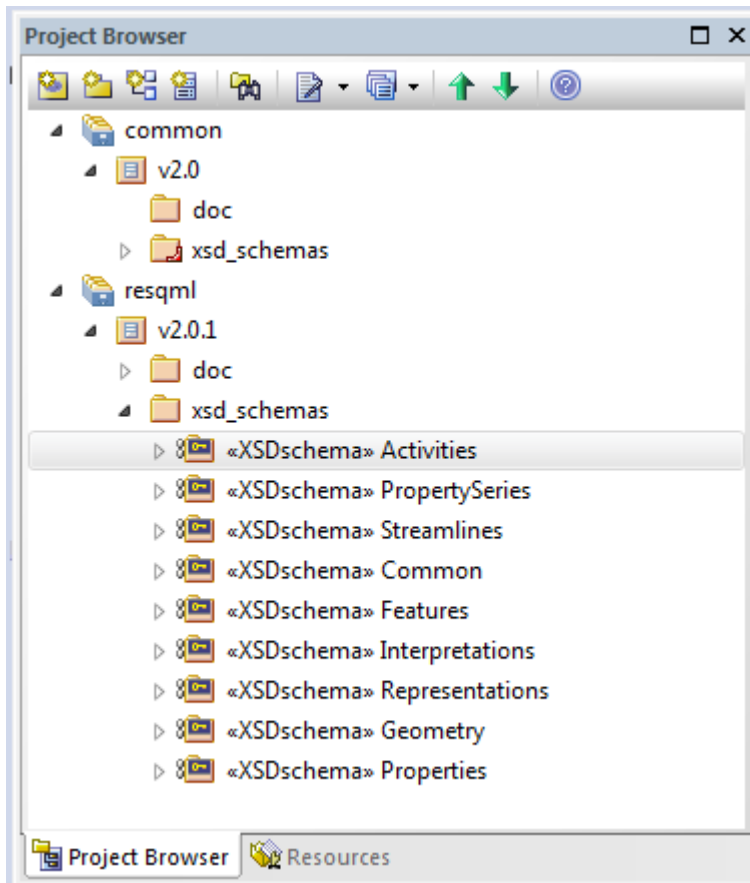 Project Browser
common
v2.0
doc
xsd_schemas
resqml
v2.0.1
doc
xsd_schemas
«XSDschema» Activities
«XSDschema» PropertySeries
«XSDschema» Streamlines
«XSDschema» Common
«XSDschema» Features
«XSDschema» Interpretations
«XSDschema» Representations
«XSDschema» Geometry
«XSDschema» Properties
Project Browser Resources